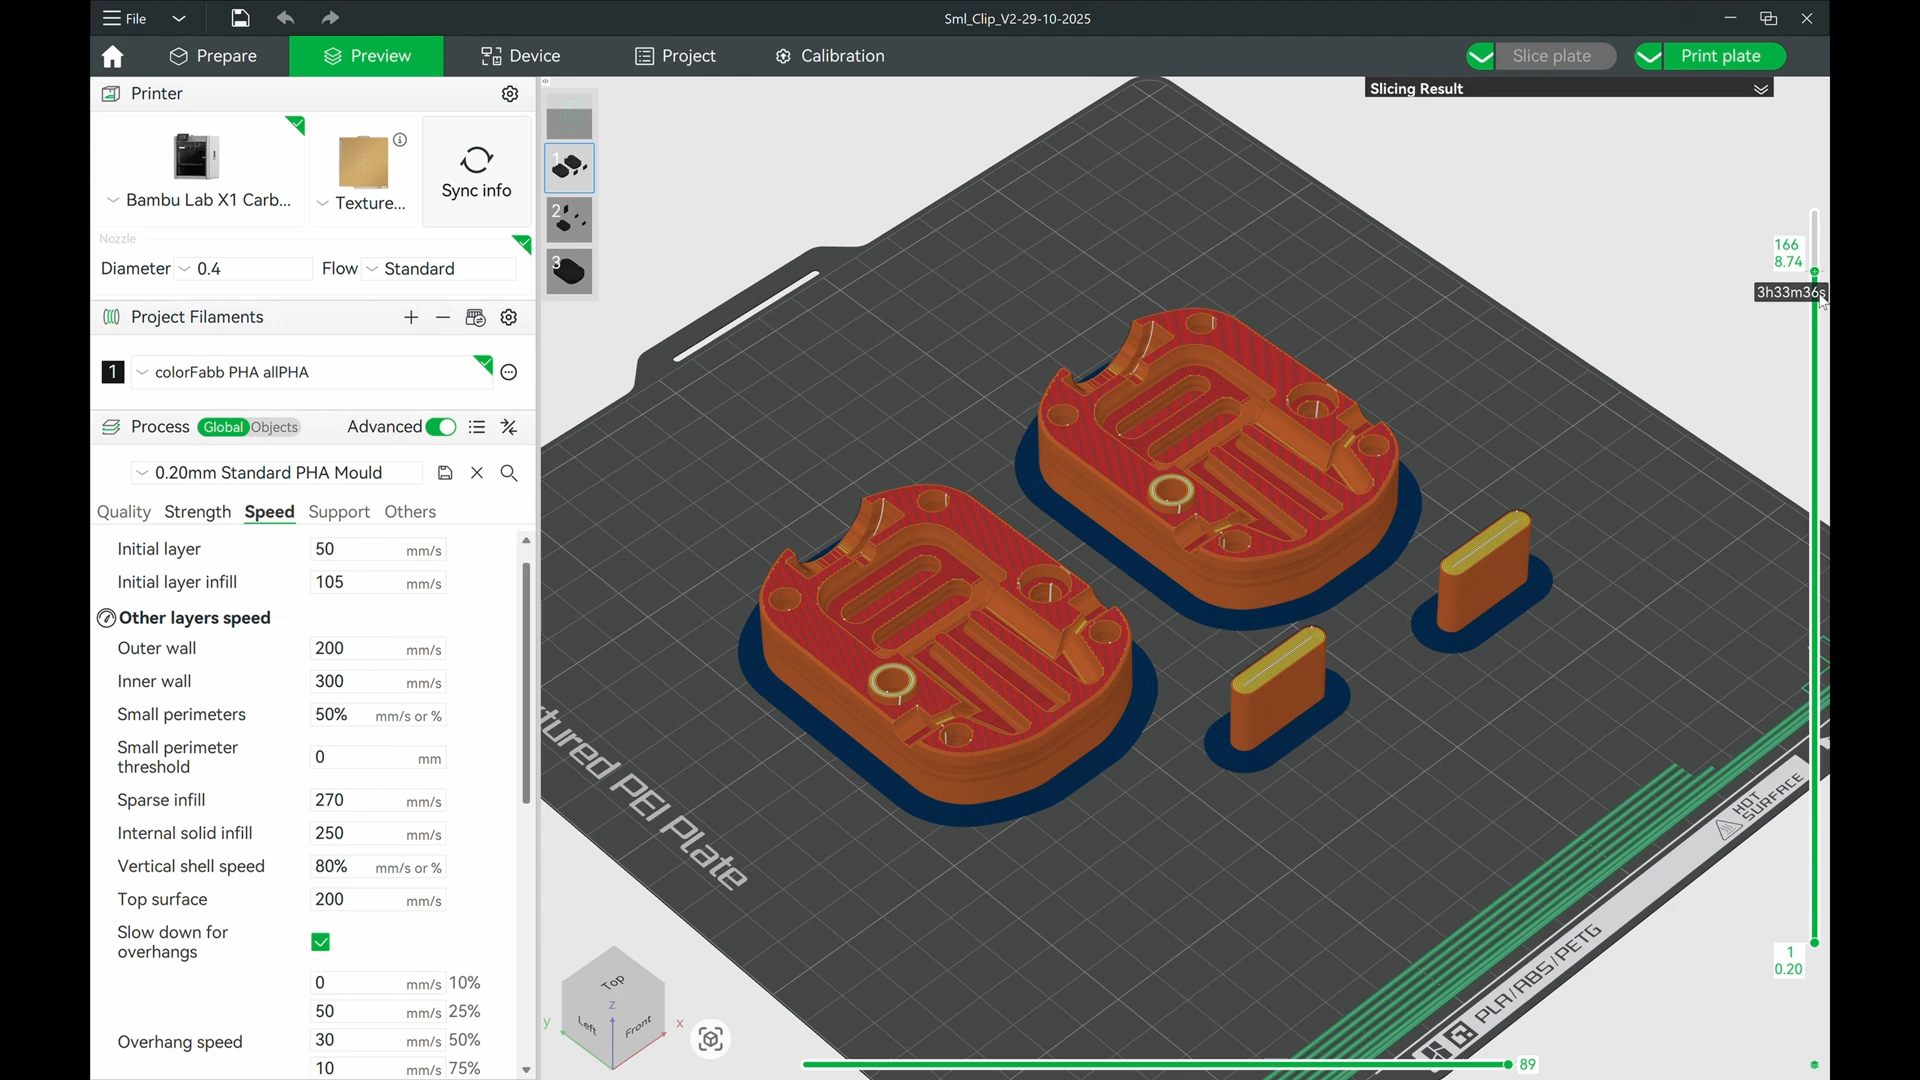 File
Sml_Clip_V2-29-10-2025
Prepare
Preview
Device
Project
Calibration
Slice plate
Print plate
Printer
Bambu Lab X1 Carb...
Texture...
Sync info
Nozzle
Diameter 0.4 Flow Standard
Project Filaments
1 colorFabb PHA allPHA
Process Global Objects Advanced
0.20mm Standard PHA Mould
Quality Strength Speed Support Others
Initial layer 50 mm/s
Initial layer infill 105 mm/s
Other layers speed
Outer wall 200 mm/s
Inner wall 300 mm/s
Small perimeters 50% mm/s or %
Small perimeter
threshold 0 mm
Sparse infill 270 mm/s
Internal solid infill 250 mm/s
Vertical shell speed 80% mm/s or %
Top surface 200 mm/s
Slow down for
overhangs
0 mm/s 10%
50 mm/s 25%
Overhang speed 30 mm/s 50%
10 mm/s 75%
1
2
3
Slicing Result
166
8.74
3h33m36s
1
0.20
89
tured PEI Plate
HOT
SURFACE
PLA/ABS/PETG
Top
Left
Front
z
y
x